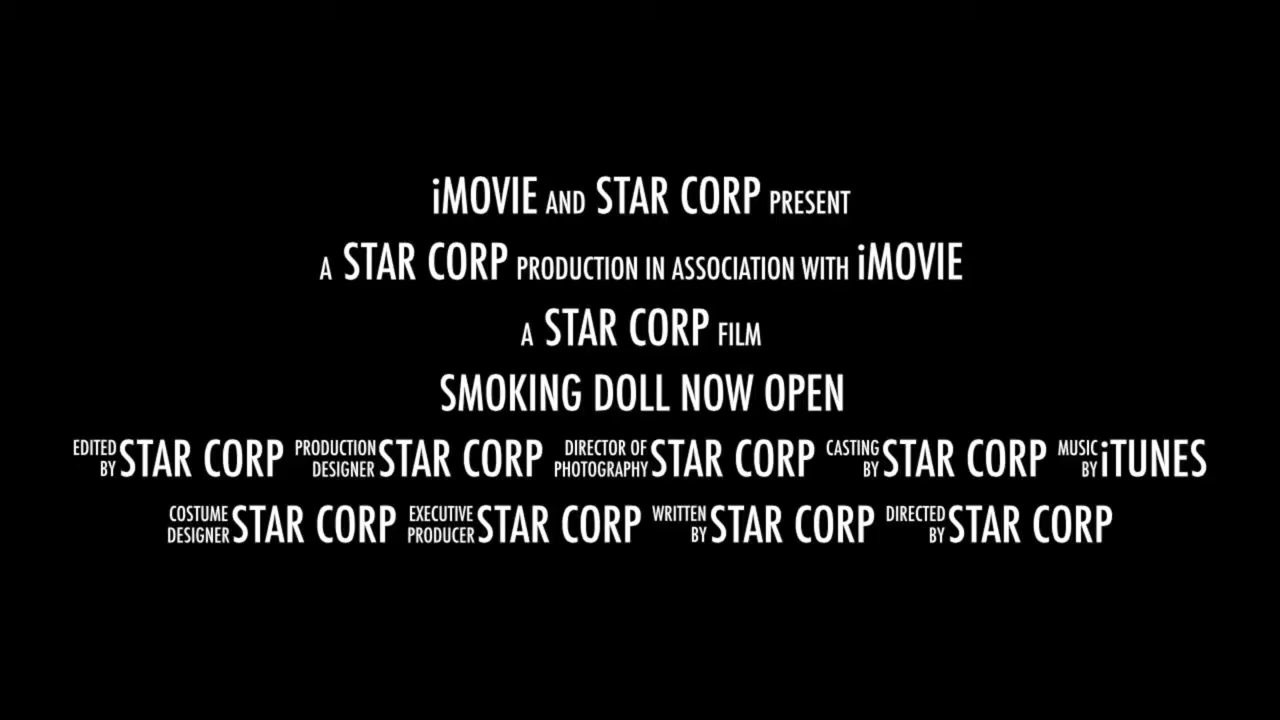 iMOVIE AND STAR CORP PRESENT
A STAR CORP PRODUCTION IN ASSOCIATION WITH iMOVIE
A STAR CORP FILM
SMOKING DOLL NOW OPEN
EDITED BY STAR CORP PRODUCTION DESIGNER STAR CORP DIRECTOR OF PHOTOGRAPHY STAR CORP CASTING BY STAR CORP MUSIC BY iTUNES
COSTUME DESIGNER STAR CORP EXECUTIVE PRODUCER STAR CORP WRITTEN BY STAR CORP DIRECTED BY STAR CORP